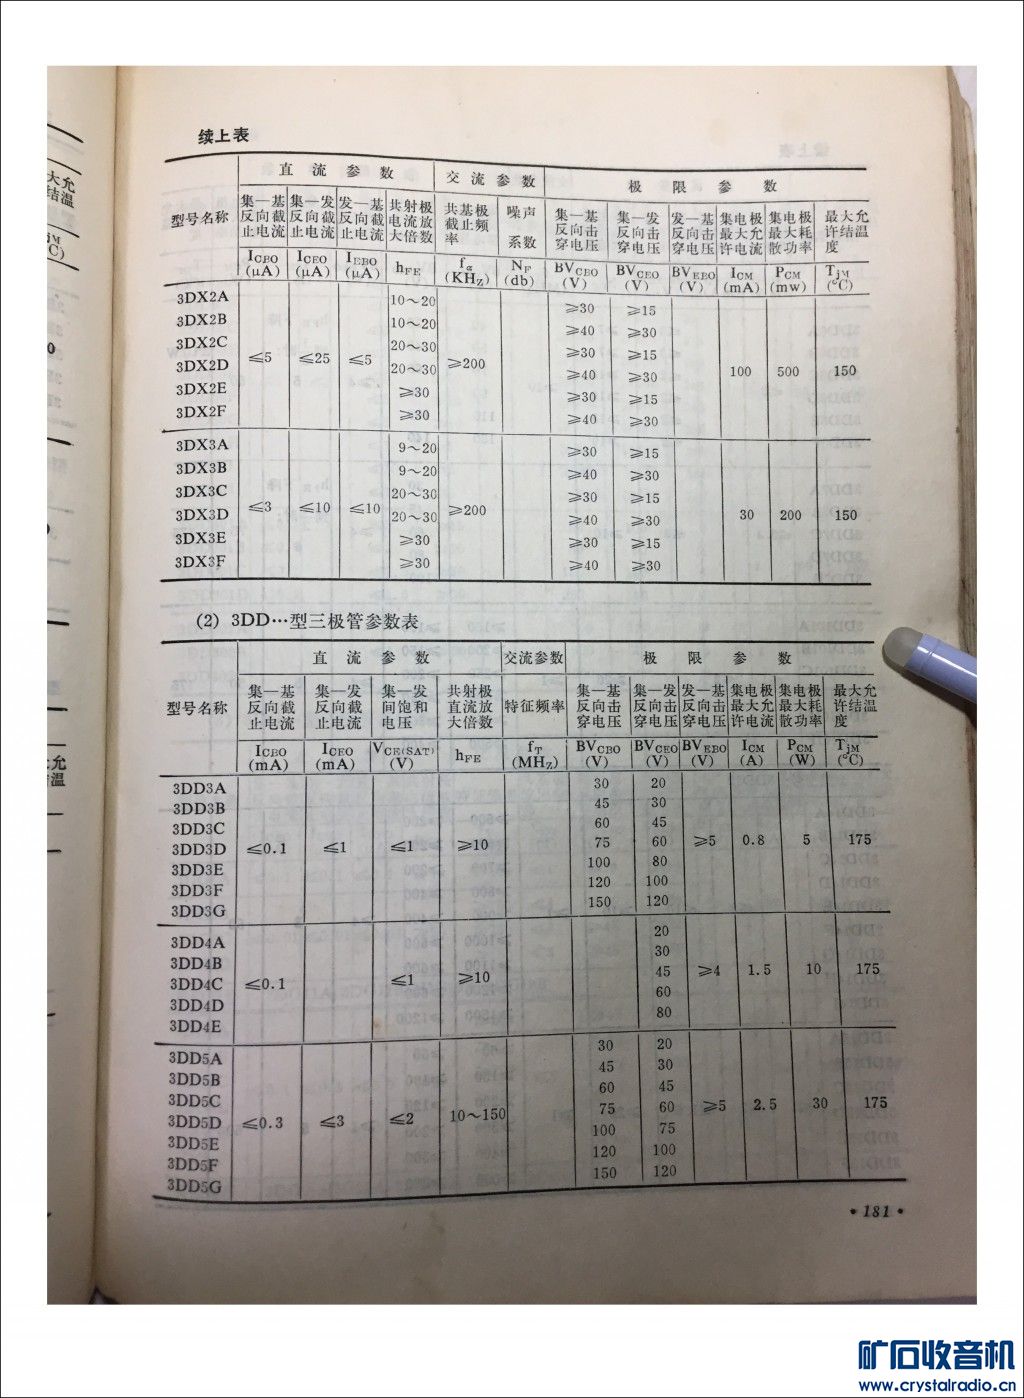 续上表
直流参数 交流参数 极限参数
型号名称 集—基反向截止电流 集—发反向截止电流 发—基反向截止电流 共射极电流放大倍数 共基极截止频率 噪声系数 集—基反向击穿电压 集—发反向击穿电压 发—基反向击穿电压 集电极最大允许电流 集电极最大耗散功率 最大允许结温度
ICBO (μA) ICEO (μA) IEBO (μA) hFE fα (KHz) NF (db) BVCBO (V) BVCEO (V) BVEBO (V) ICM (mA) PCM (mw) TjM (°C)
3DX2A 10～20 ≥30 ≥15
3DX2B 10～20 ≥40 ≥30
3DX2C 20～30 ≥30 ≥15
3DX2D ≤5 ≤25 ≤5 20～30 ≥200 ≥40 ≥30 100 500 150
3DX2E ≥30 ≥30 ≥15
3DX2F ≥30 ≥40 ≥30
3DX3A 9～20 ≥30 ≥15
3DX3B 9～20 ≥40 ≥30
3DX3C 20～30 ≥30 ≥15
3DX3D ≤3 ≤10 ≤10 20～30 ≥200 ≥40 ≥30 30 200 150
3DX3E ≥30 ≥30 ≥15
3DX3F ≥30 ≥40 ≥30
(2) 3DD…型三极管参数表
直流参数 交流参数 极限参数
型号名称 集—基反向截止电流 集—发反向截止电流 集—发间饱和电压 共射极直流放大倍数 特征频率 集—基反向击穿电压 集—发反向击穿电压 发—基反向击穿电压 集电极最大允许电流 集电极最大耗散功率 最大允许结温度
ICBO (mA) ICEO (mA) VCE(SAT) (V) hFE fT (MHz) BVCBO (V) BVCEO (V) BVEBO (V) ICM (A) PCM (W) TjM (°C)
3DD3A 30 20
3DD3B 45 30
3DD3C 60 45
3DD3D ≤0.1 ≤1 ≤1 ≥10 75 60 ≥5 0.8 5 175
3DD3E 100 80
3DD3F 120 100
3DD3G 150 120
3DD4A 20
3DD4B 30
3DD4C ≤0.1 ≤1 ≥10 45 ≥4 1.5 10 175
3DD4D 60
3DD4E 80
3DD5A 30 20
3DD5B 45 30
3DD5C 60 45
3DD5D ≤0.3 ≤3 ≤2 10～150 75 60 ≥5 2.5 30 175
3DD5E 100 75
3DD5F 120 100
3DD5G 150 120
•181•
矿石收音机
www.crystalradio.cn